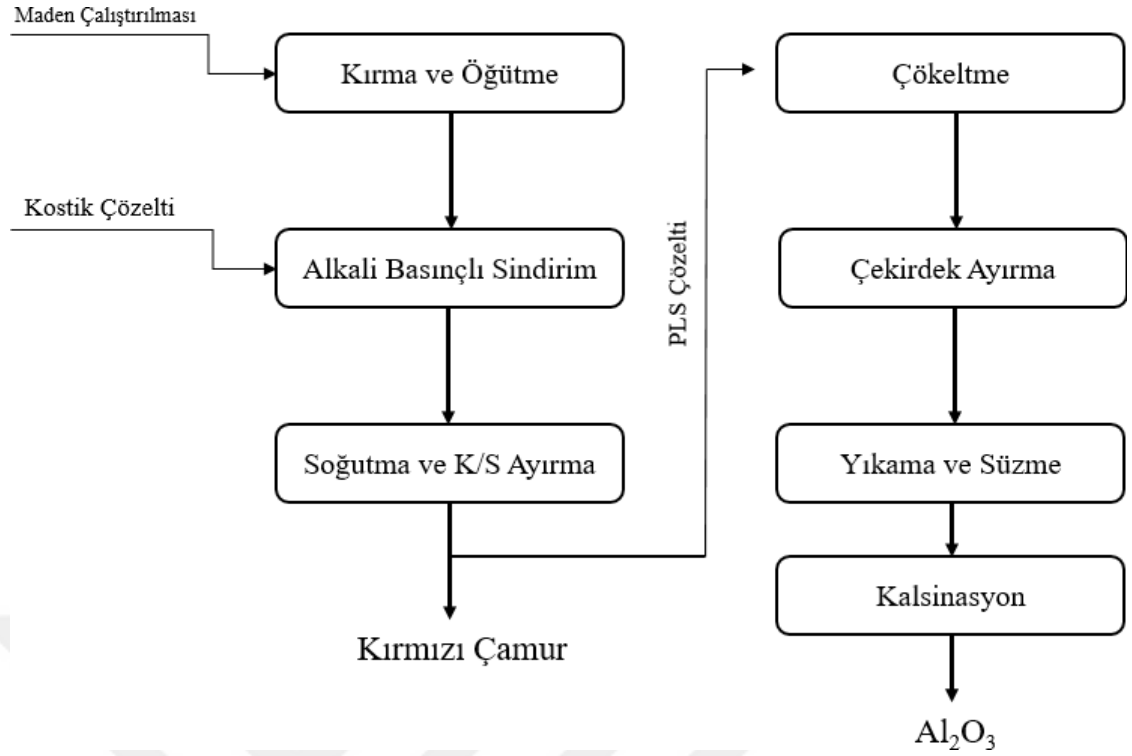 Maden Çalıştırılması
Kırma ve Öğütme
Kostik Çözelti
Alkali Basınçlı Sindirim
Soğutma ve K/S Ayırma
Kırmızı Çamur
PLS Çözelti
Çökeltme
Çekirdek Ayırma
Yıkama ve Süzme
Kalsinasyon
Al₂O₃